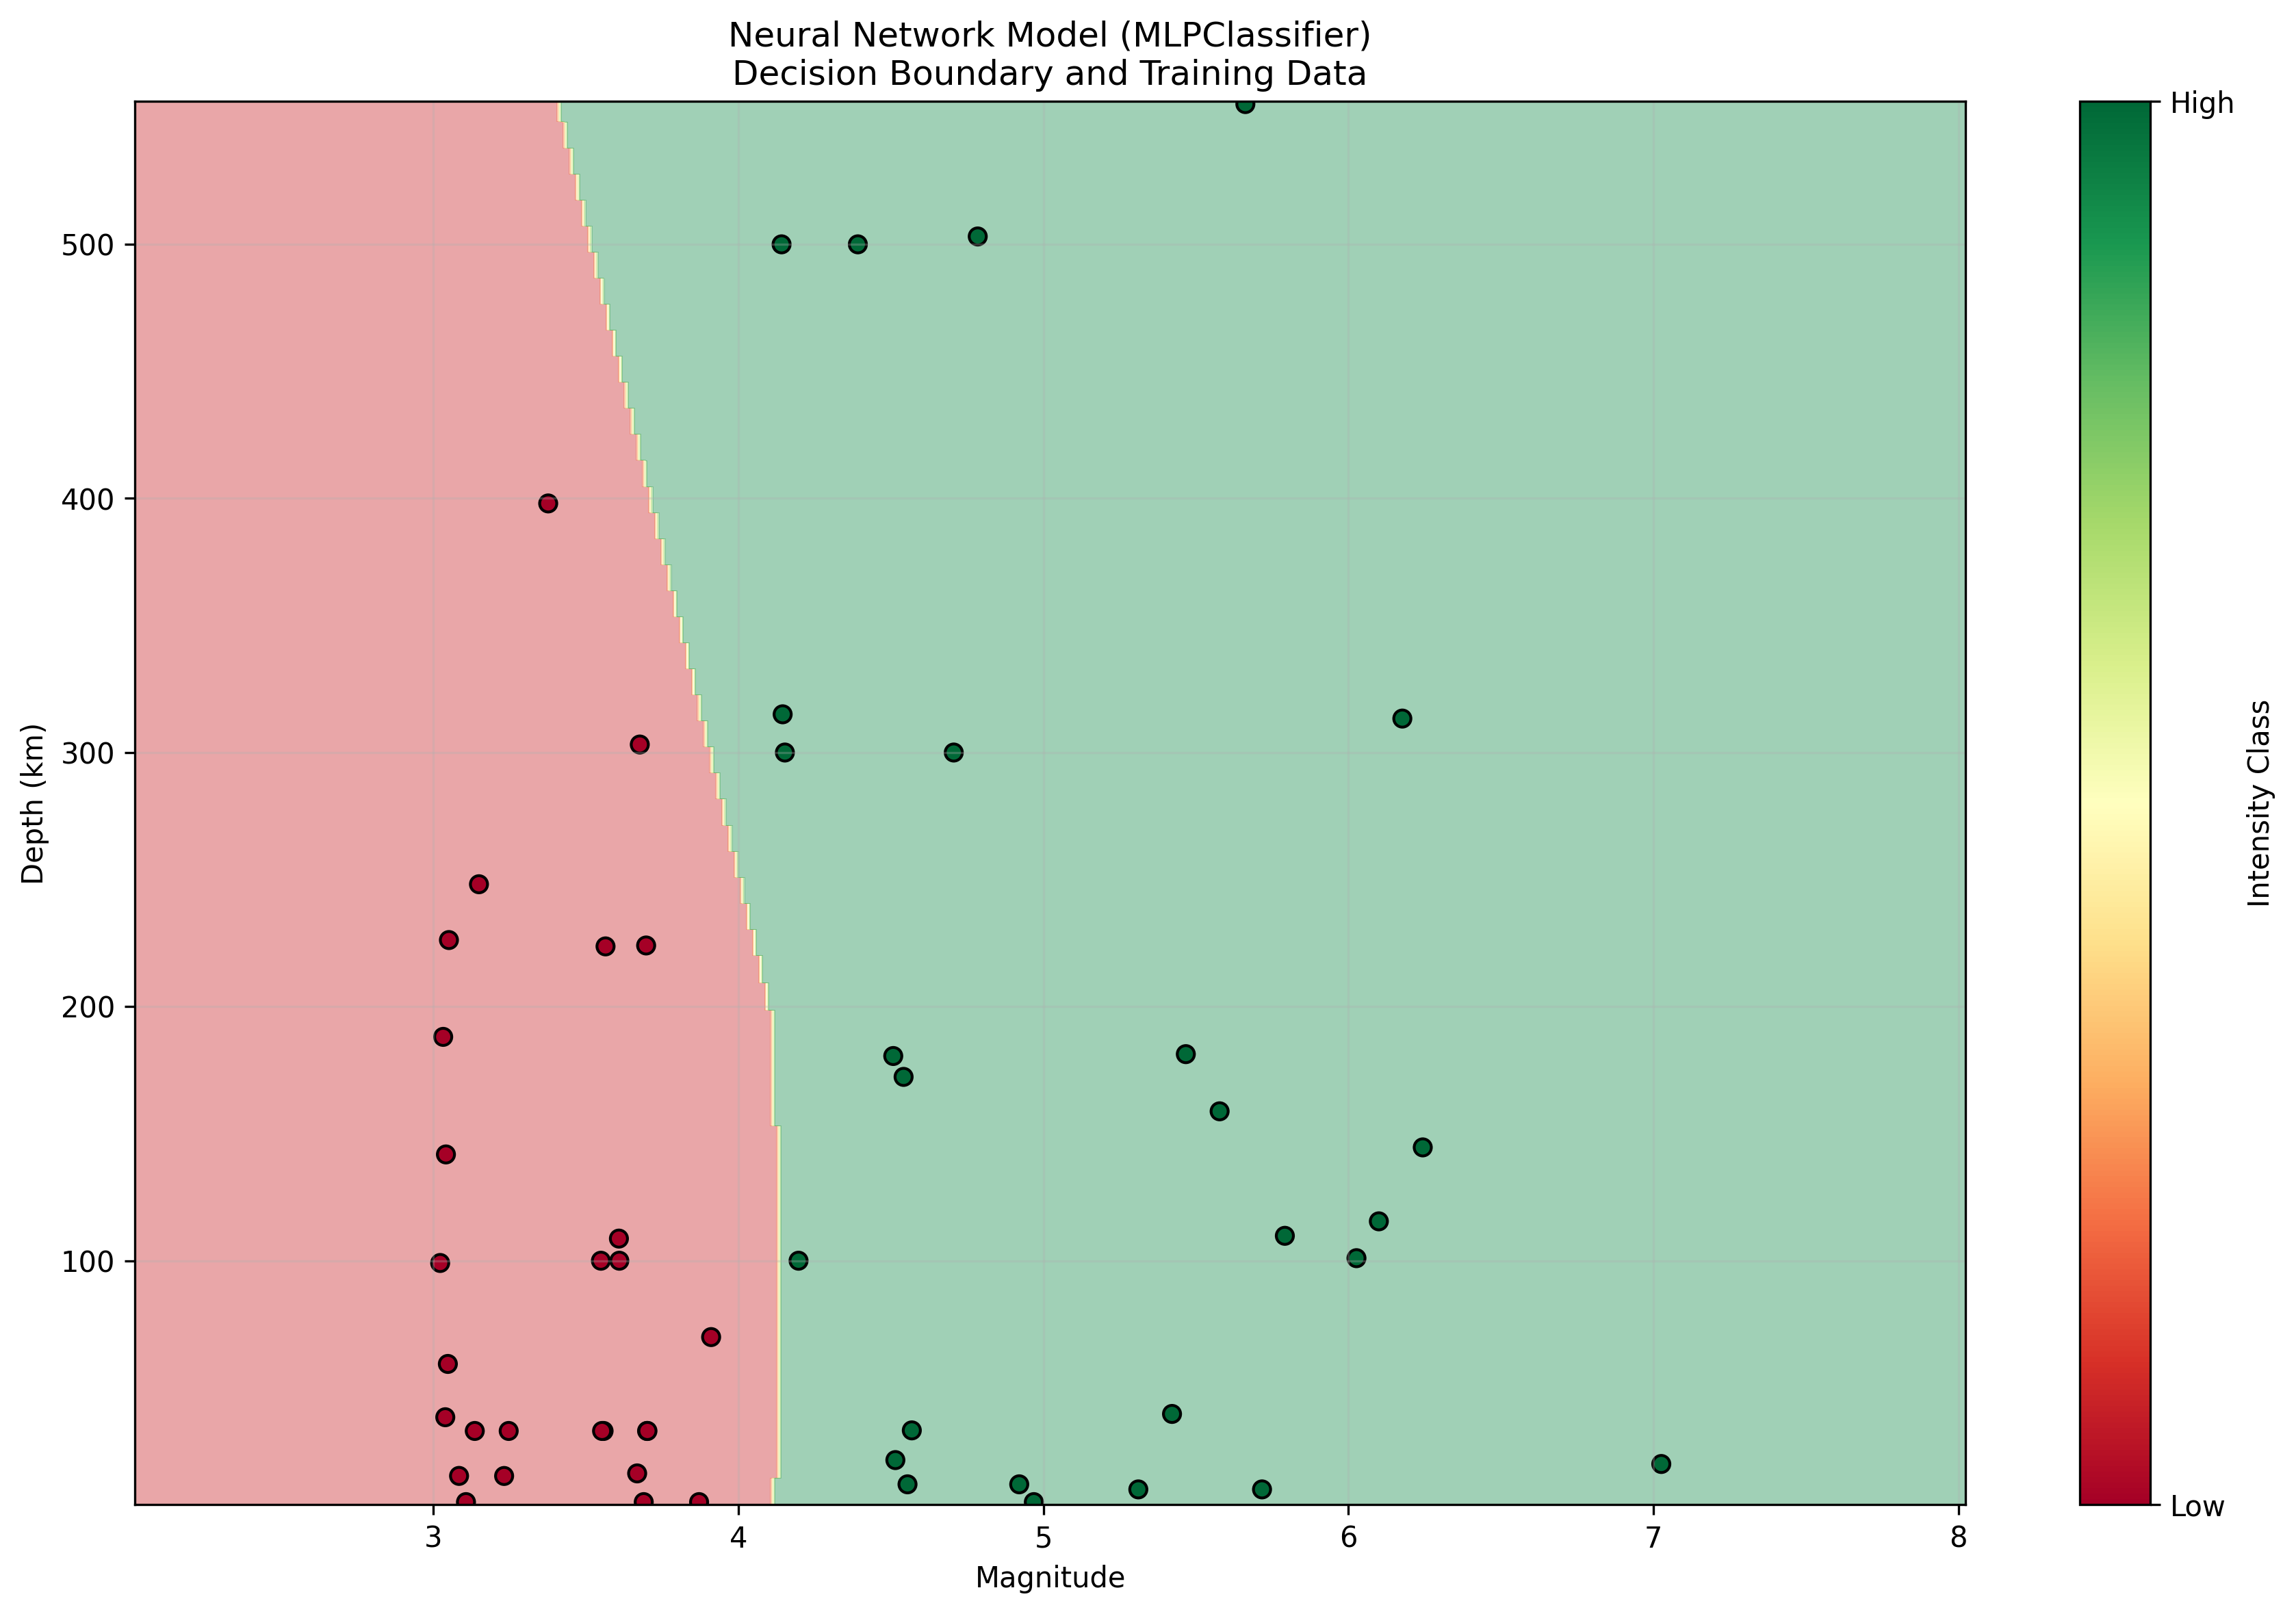 Neural Network Model (MLPClassifier)
Decision Boundary and Training Data
High
500
400
300
200
100
Depth (km)
Intensity Class
Low
3 4 5 6 7 8
Magnitude